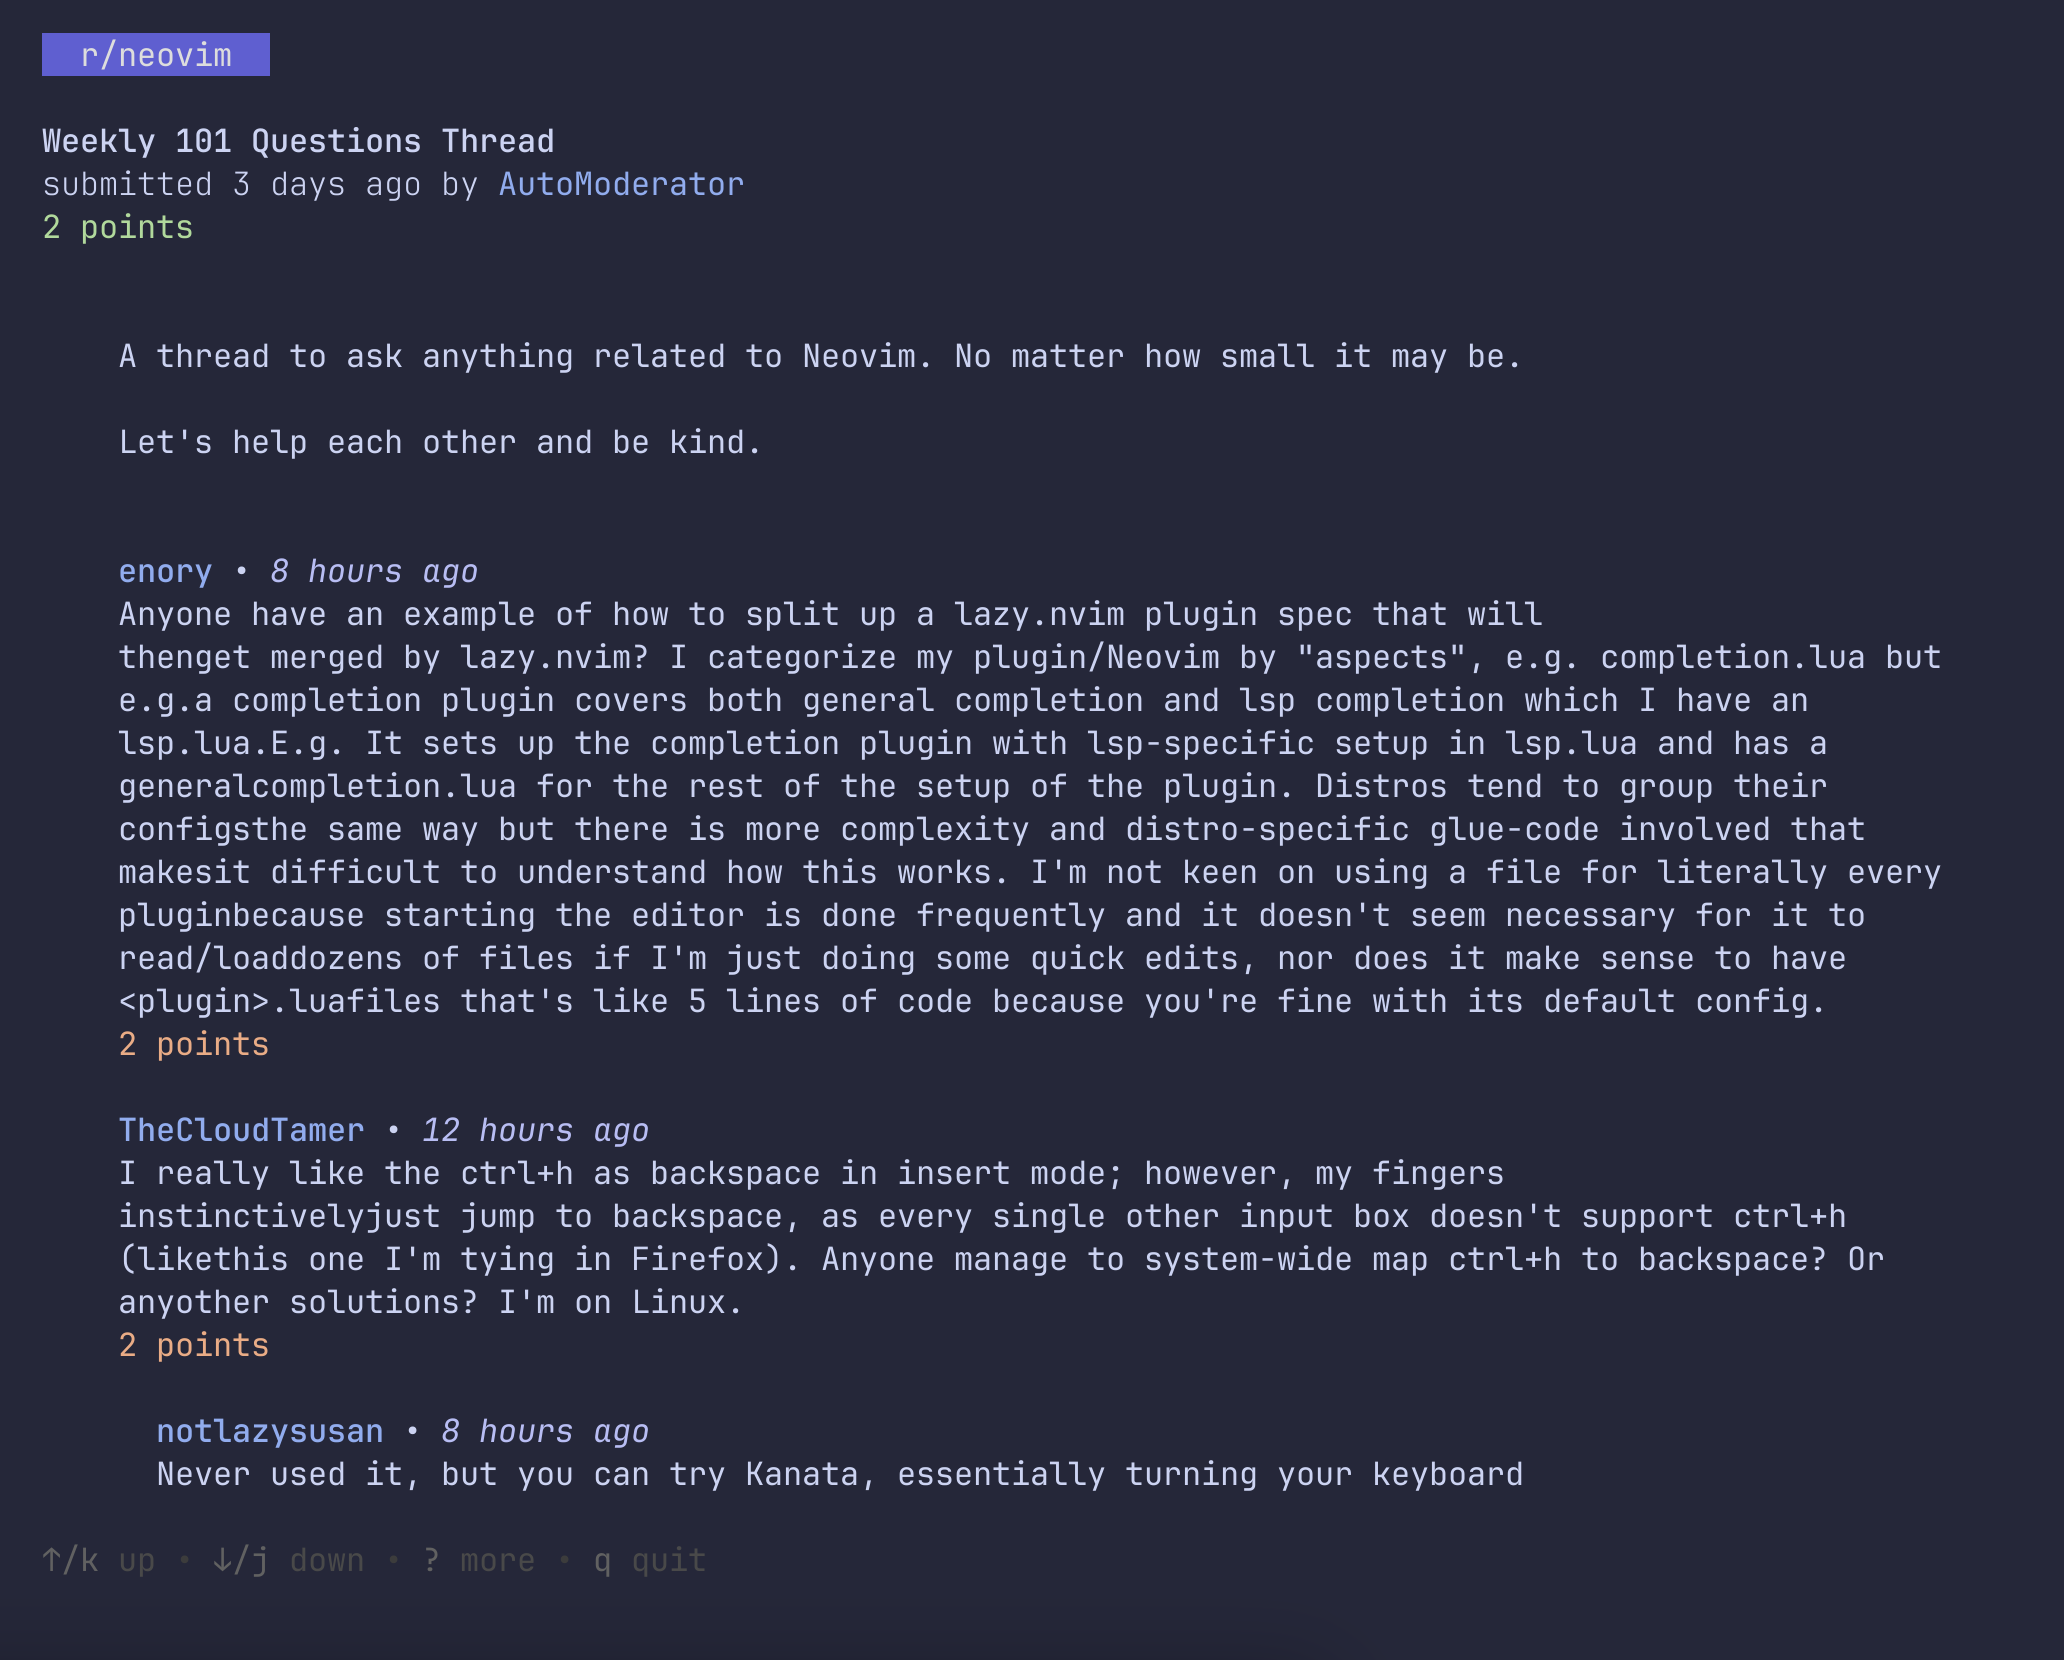 r/neovim
Weekly 101 Questions Thread
submitted 3 days ago by AutoModerator
2 points
A thread to ask anything related to Neovim. No matter how small it may be.
Let's help each other and be kind.
enory • 8 hours ago
Anyone have an example of how to split up a lazy.nvim plugin spec that will
thenget merged by lazy.nvim? I categorize my plugin/Neovim by "aspects", e.g. completion.lua but
e.g.a completion plugin covers both general completion and lsp completion which I have an
lsp.lua.E.g. It sets up the completion plugin with lsp-specific setup in lsp.lua and has a
generalcompletion.lua for the rest of the setup of the plugin. Distros tend to group their
configsthe same way but there is more complexity and distro-specific glue-code involved that
makesit difficult to understand how this works. I'm not keen on using a file for literally every
pluginbecause starting the editor is done frequently and it doesn't seem necessary for it to
read/loaddozens of files if I'm just doing some quick edits, nor does it make sense to have
<plugin>.luafiles that's like 5 lines of code because you're fine with its default config.
2 points
TheCloudTamer • 12 hours ago
I really like the ctrl+h as backspace in insert mode; however, my fingers
instinctivelyjust jump to backspace, as every single other input box doesn't support ctrl+h
(likethis one I'm tying in Firefox). Anyone manage to system-wide map ctrl+h to backspace? Or
anyother solutions? I'm on Linux.
2 points
notlazysusan • 8 hours ago
Never used it, but you can try Kanata, essentially turning your keyboard
↑/k up • ↓/j down • ? more • q quit